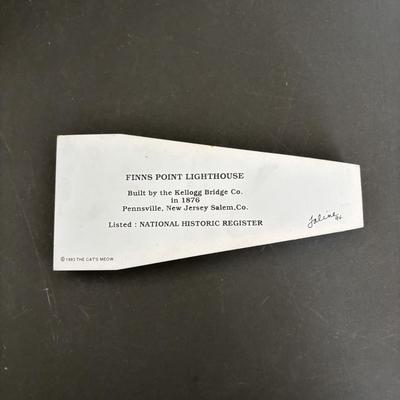 FINNS POINT LIGHTHOUSE
Built by the Kellogg Bridge Co.
in 1876
Pennsville, New Jersey Salem,Co.
Listed : NATIONAL HISTORIC REGISTER
Faline
© 1993 THE CAT'S MEOW